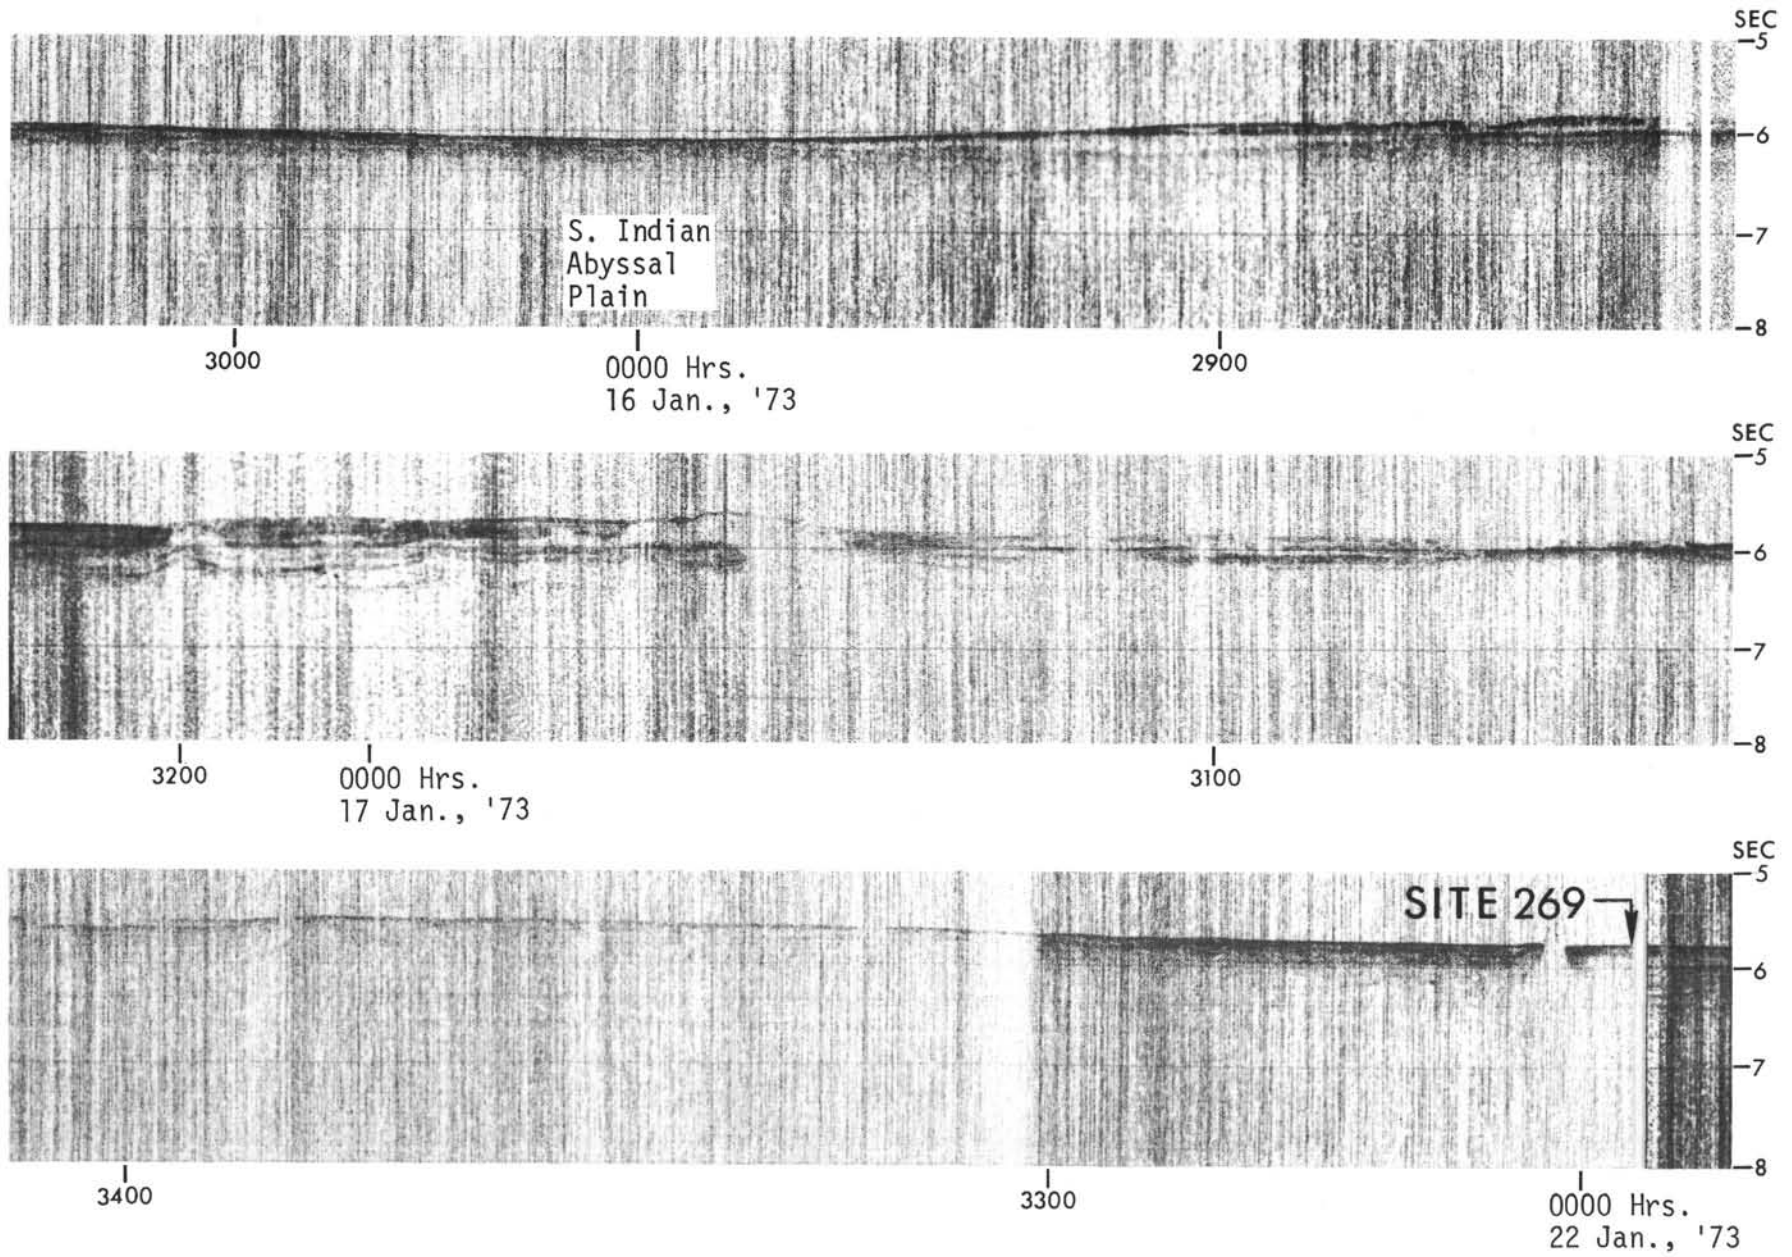 SEC
5
6
S. Indian
Abyssal
Plain
7
8
3000
0000 Hrs.
16 Jan., '73
2900
SEC
5
6
7
8
3200
0000 Hrs.
17 Jan., '73
3100
SEC
5
SITE 269
6
7
8
3400
3300
0000 Hrs.
22 Jan., '73